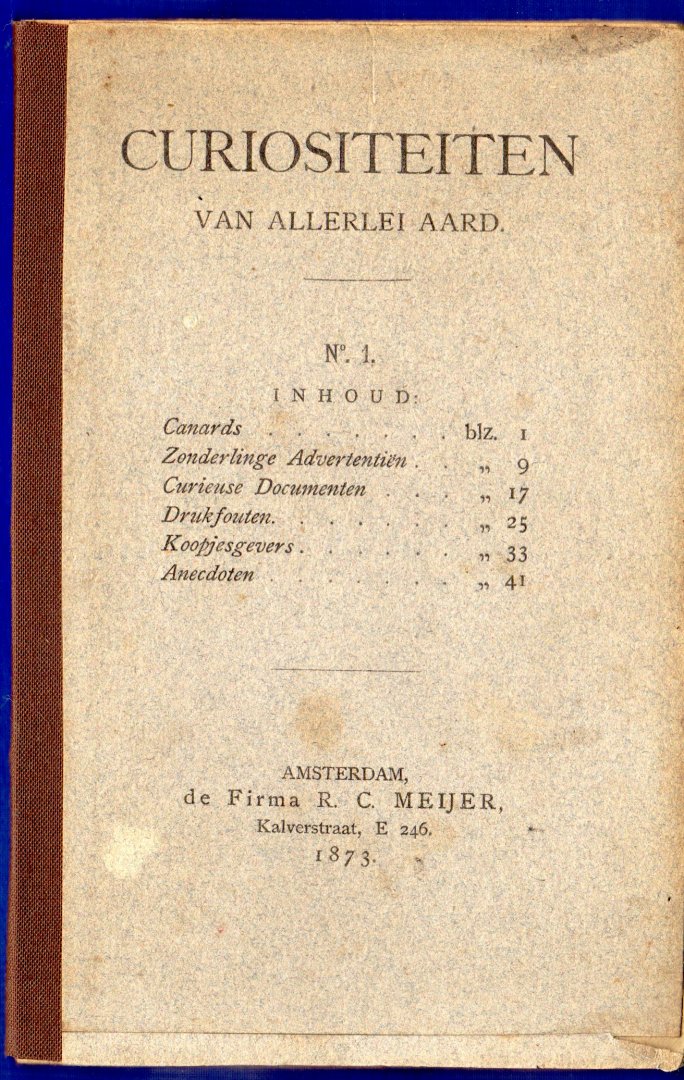 CURIOSITEITEN
VAN ALLERLEI AARD.
Nº. 1.
INHOUD:
Canards . . . . . . . blz. 1
Zonderlinge Advertentiën . . „ 9
Curieuse Documenten . . . „ 17
Drukfouten. . . . . . . „ 25
Koopjesgevers . . . . . . „ 33
Anecdoten . . . . . . . „ 41
AMSTERDAM,
de Firma R. C. MEIJER,
Kalverstraat, E 246.
1873.